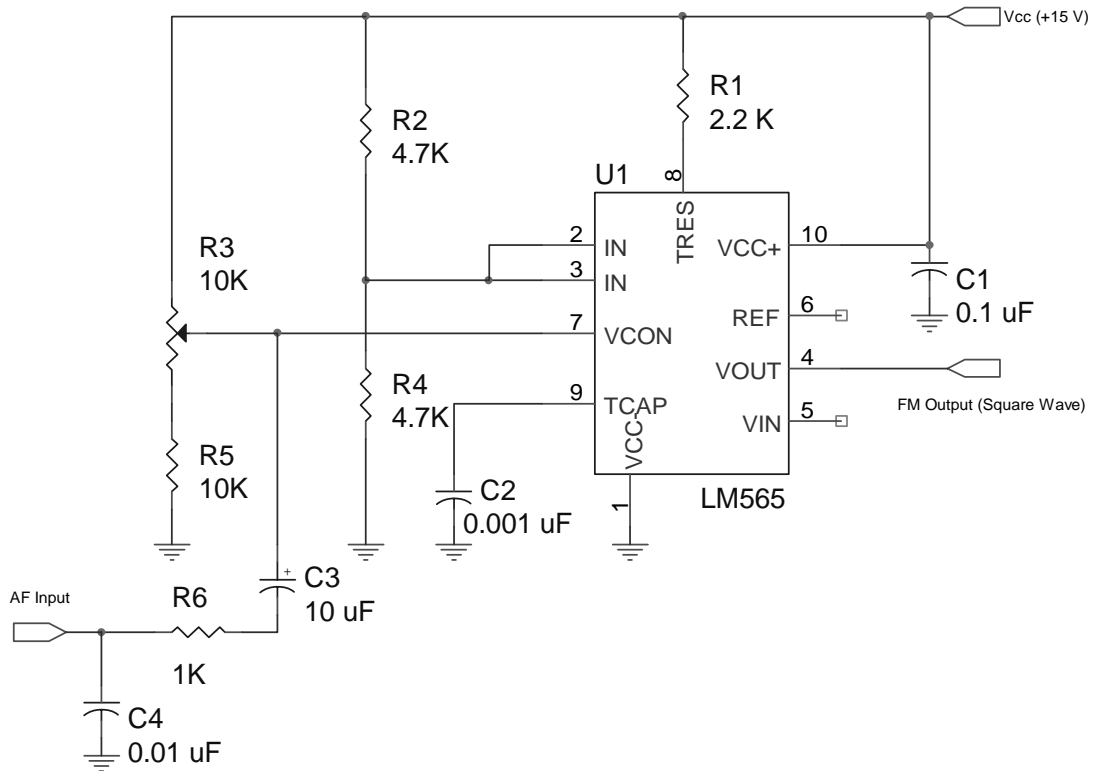 Vcc (+15 V)
R1
2.2 K
R2
4.7K
U1
8
TRES
R3
10K
2
IN
VCC+
10
3
IN
C1
0.1 uF
REF
6
7
VCON
VOUT
4
R4
4.7K
9
TCAP
VIN
5
FM Output (Square Wave)
VCC-
R5
10K
C2
0.001 uF
1
LM565
C3
+
10 uF
AF Input
R6
1K
C4
0.01 uF